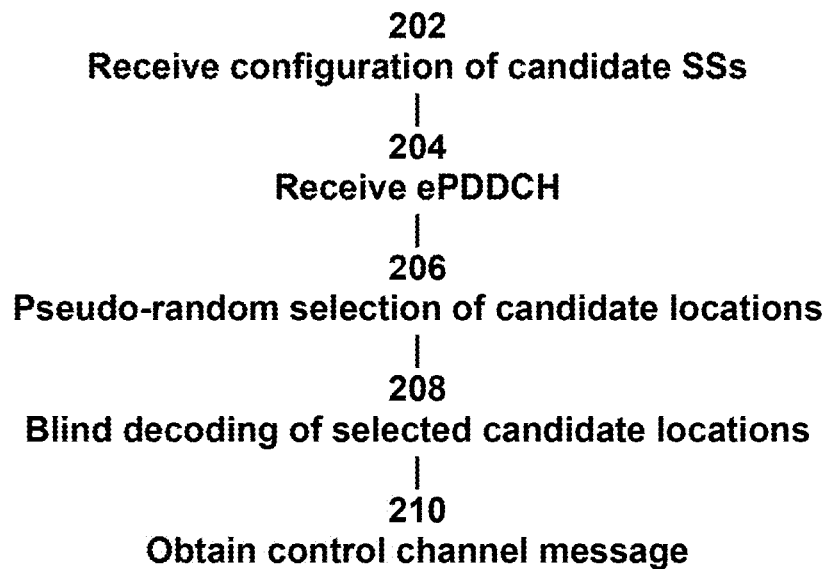 202
Receive configuration of candidate SSs
204
Receive ePDDCH
206
Pseudo-random selection of candidate locations
208
Blind decoding of selected candidate locations
210
Obtain control channel message